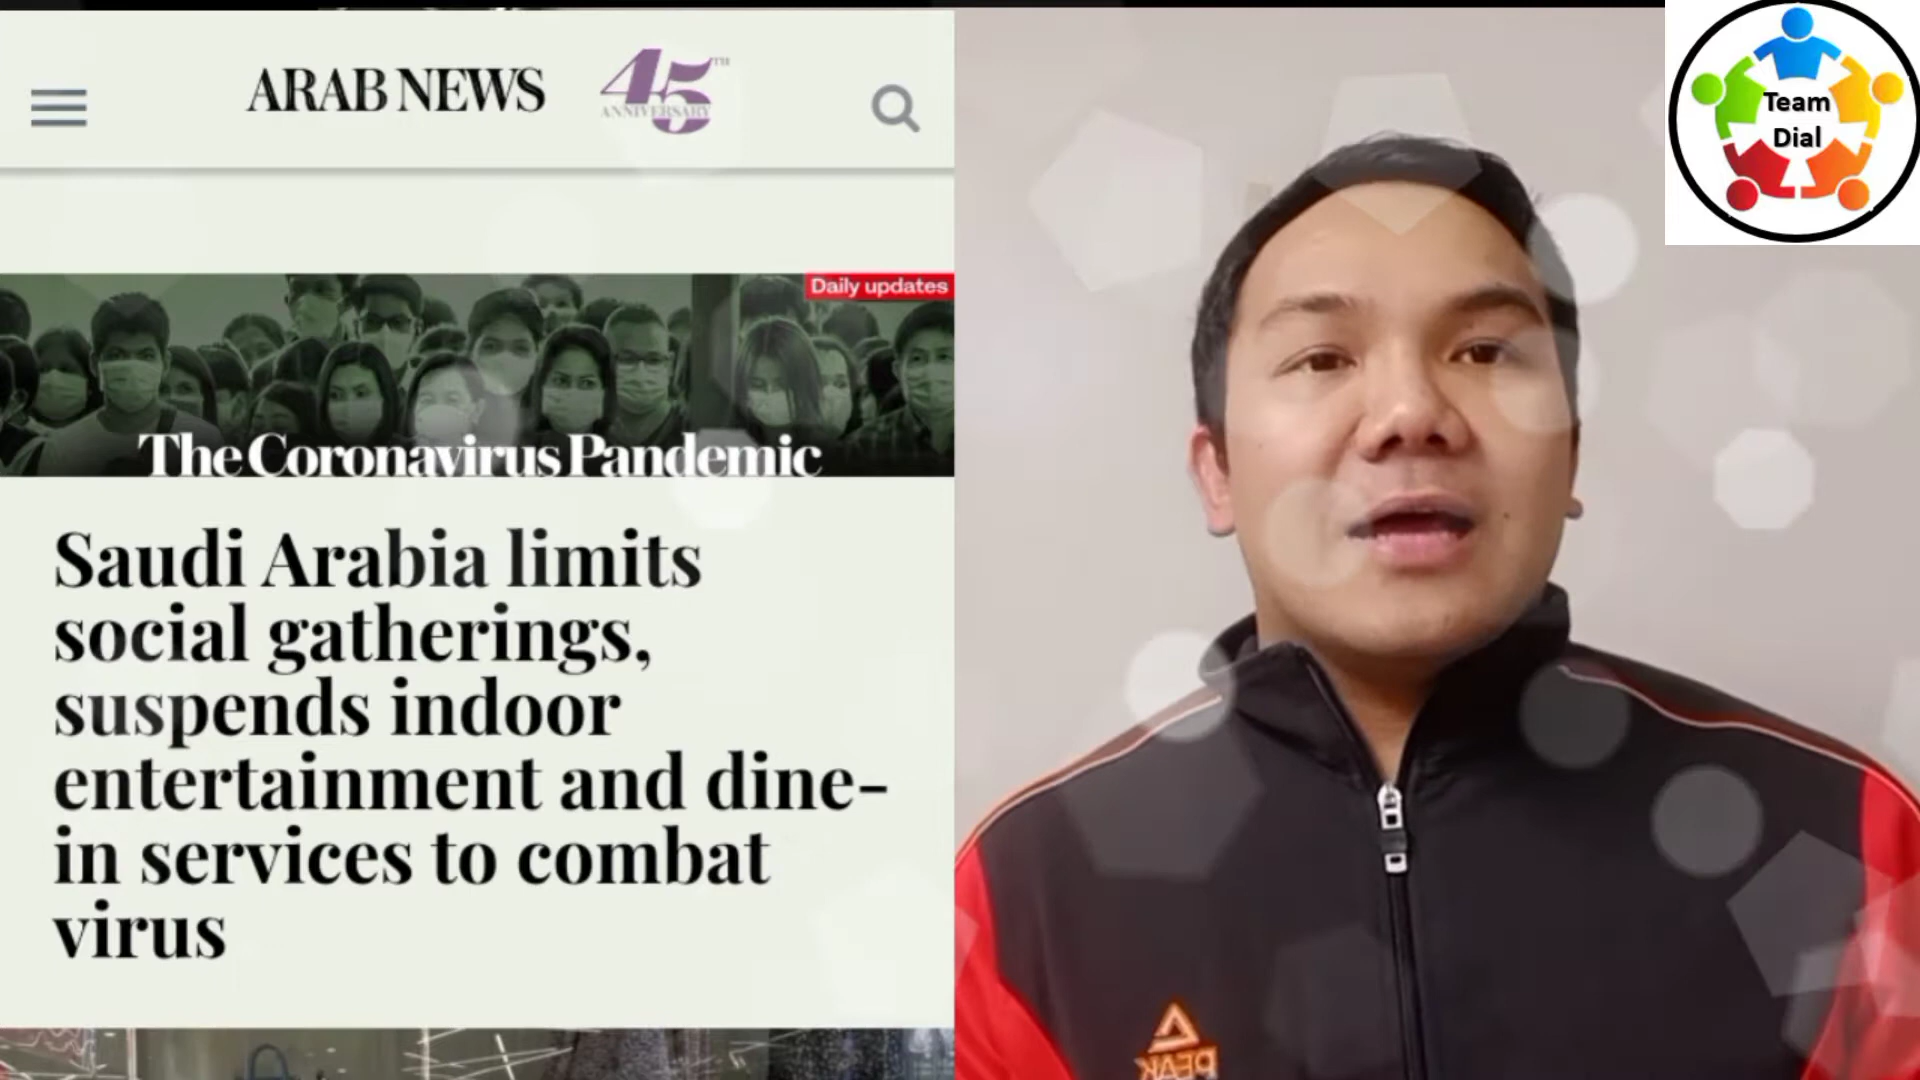 ARAB NEWS
45TH
ANNIVERSARY
Daily updates
The Coronavirus Pandemic
Saudi Arabia limits
social gatherings,
suspends indoor
entertainment and dine-
in services to combat
virus
Team
Dial
PEAK